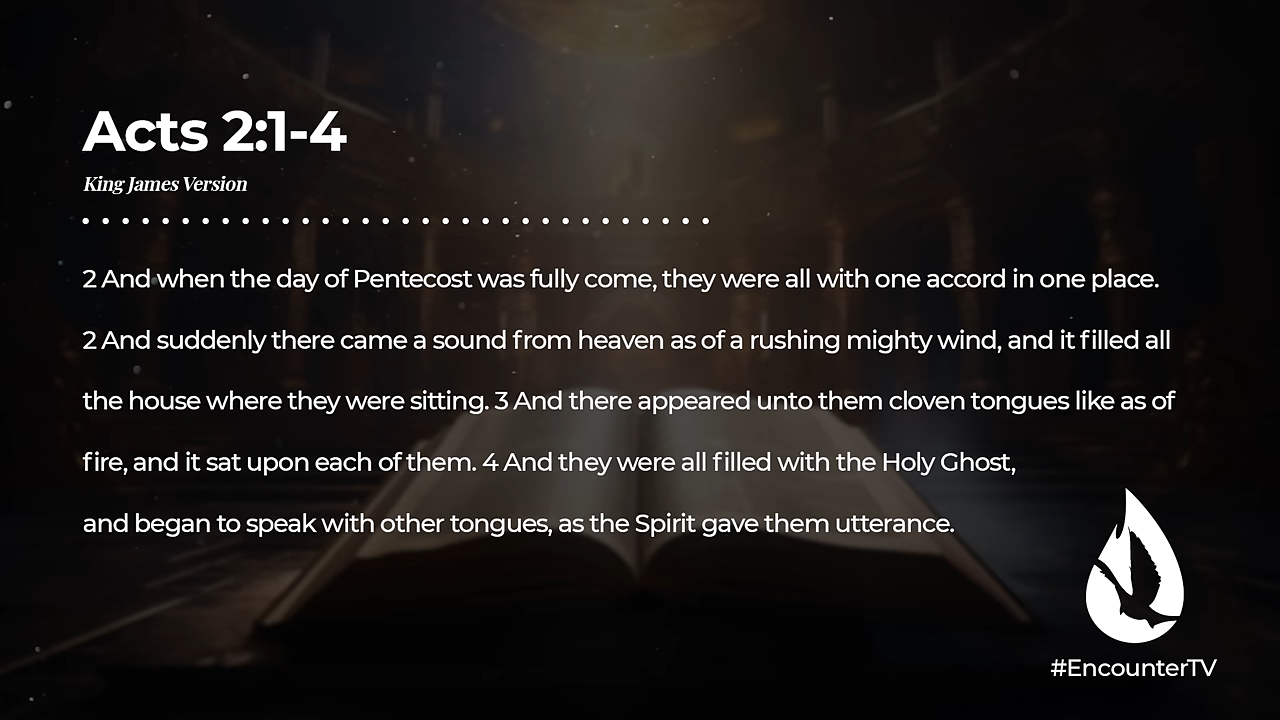 Acts 2:1-4
King James Version
2 And when the day of Pentecost was fully come, they were all with one accord in one place.
2 And suddenly there came a sound from heaven as of a rushing mighty wind, and it filled all
the house where they were sitting. 3 And there appeared unto them cloven tongues like as of
fire, and it sat upon each of them. 4 And they were all filled with the Holy Ghost,
and began to speak with other tongues, as the Spirit gave them utterance.
#EncounterTV